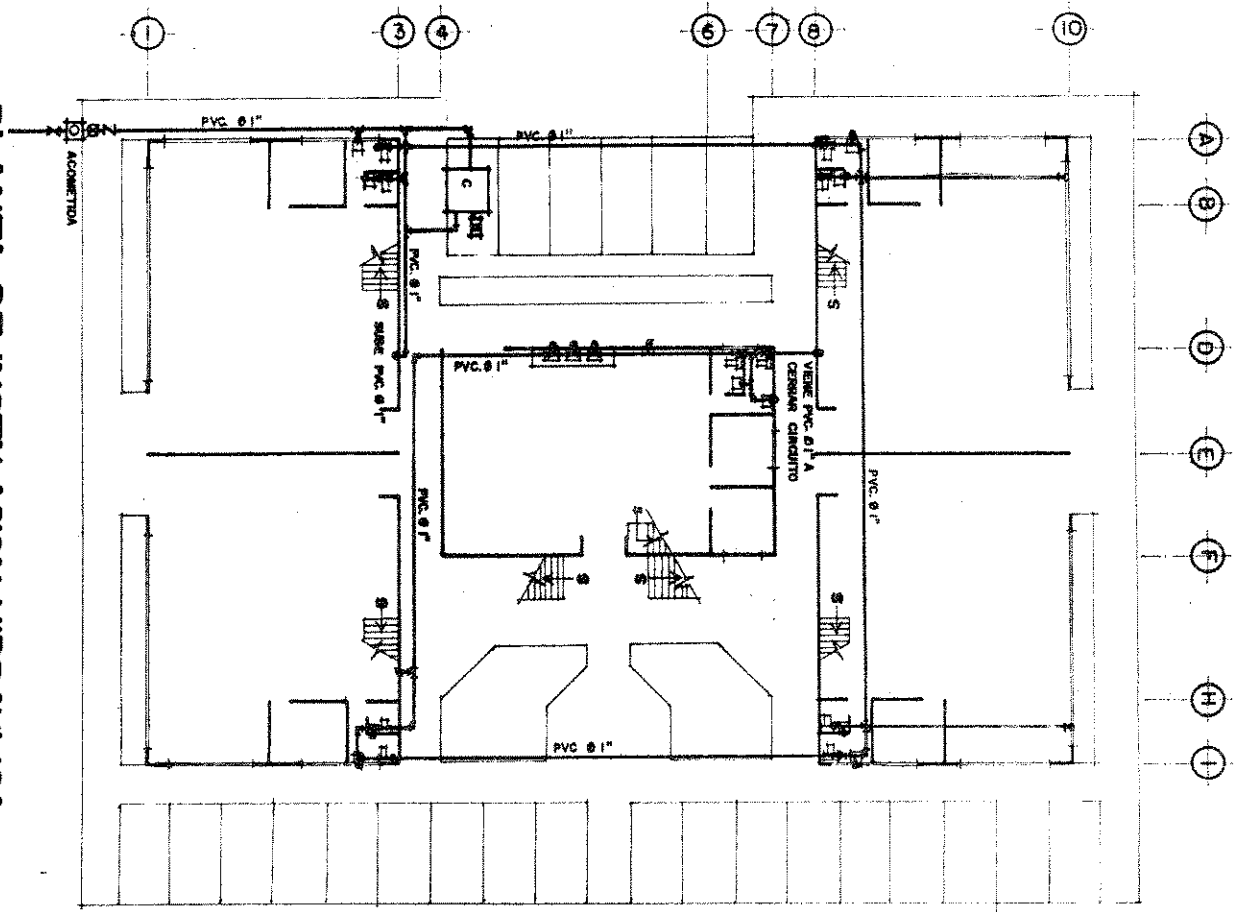 1
3
4
6
7
8
10
A
B
D
E
F
H
I
ACOMETIDA
PVC. Ø 1"
PVC. Ø 1"
C
PVC. Ø 1"
S
SUBE PVC. Ø 1"
PVC. Ø 1"
S
VIENE PVC. Ø 1" A
CERRAR CIRCUITO
PVC. Ø 1"
PVC. Ø 1"
S
S
S
S
S
PVC Ø 1"